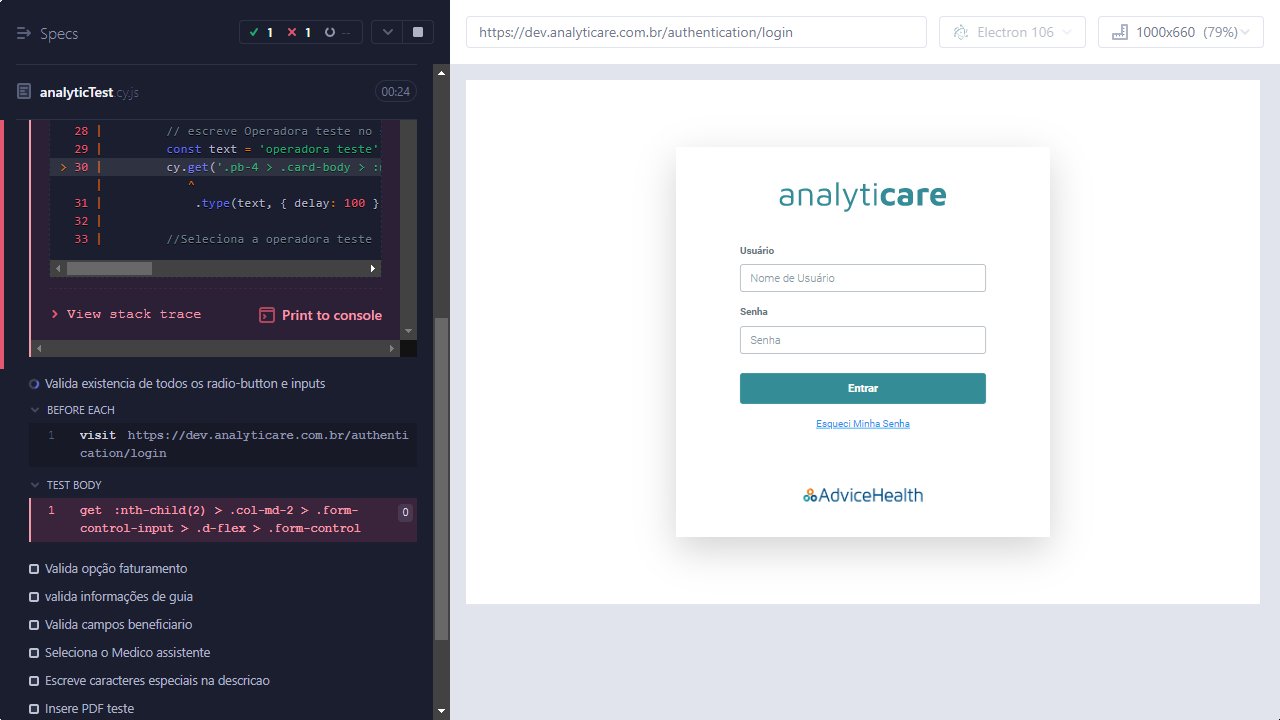 Specs
1
1
--
https://dev.analyticare.com.br/authentication/login
Electron 106
1000x660 (79%)
analyticTest.cy.js
00:24
28 | // escreve Operadora teste no
29 | const text = 'operadora teste'
> 30 | cy.get('.pb-4 > .card-body > :
| ^
31 | .type(text, { delay: 100 }
32 |
33 | //Seleciona a operadora teste
> View stack trace
Print to console
Valida existencia de todos os radio-button e inputs
BEFORE EACH
1 visit https://dev.analyticare.com.br/authenti
cation/login
TEST BODY
1 get :nth-child(2) > .col-md-2 > .form-
control-input > .d-flex > .form-control
0
Valida opção faturamento
valida informações de guia
Valida campos beneficiario
Seleciona o Medico assistente
Escreve caracteres especiais na descricao
Insere PDF teste
analyticare
Usuário
Nome de Usuário
Senha
Senha
Entrar
Esqueci Minha Senha
AdviceHealth